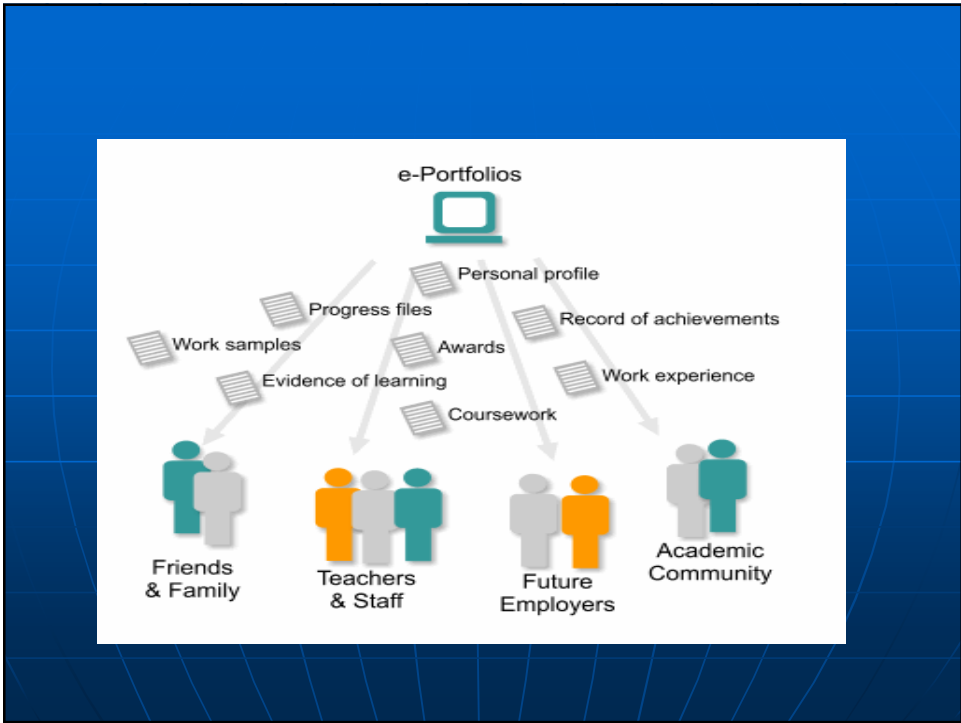 e-Portfolios
Personal profile
Progress files
Record of achievements
Work samples
Awards
Evidence of learning
Work experience
Coursework
Friends
& Family
Teachers
& Staff
Future
Employers
Academic
Community